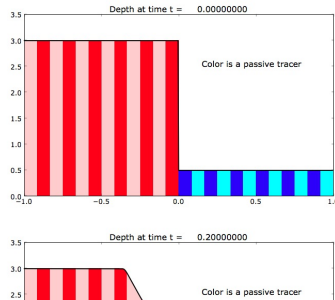 Depth at time t = 0.00000000
3.5
3.0
Color is a passive tracer
2.5
2.0
1.5
1.0
0.5
0.0
−1.0 −0.5 0.0 0.5 1.0
Depth at time t = 0.20000000
3.5
3.0
Color is a passive tracer
2.5